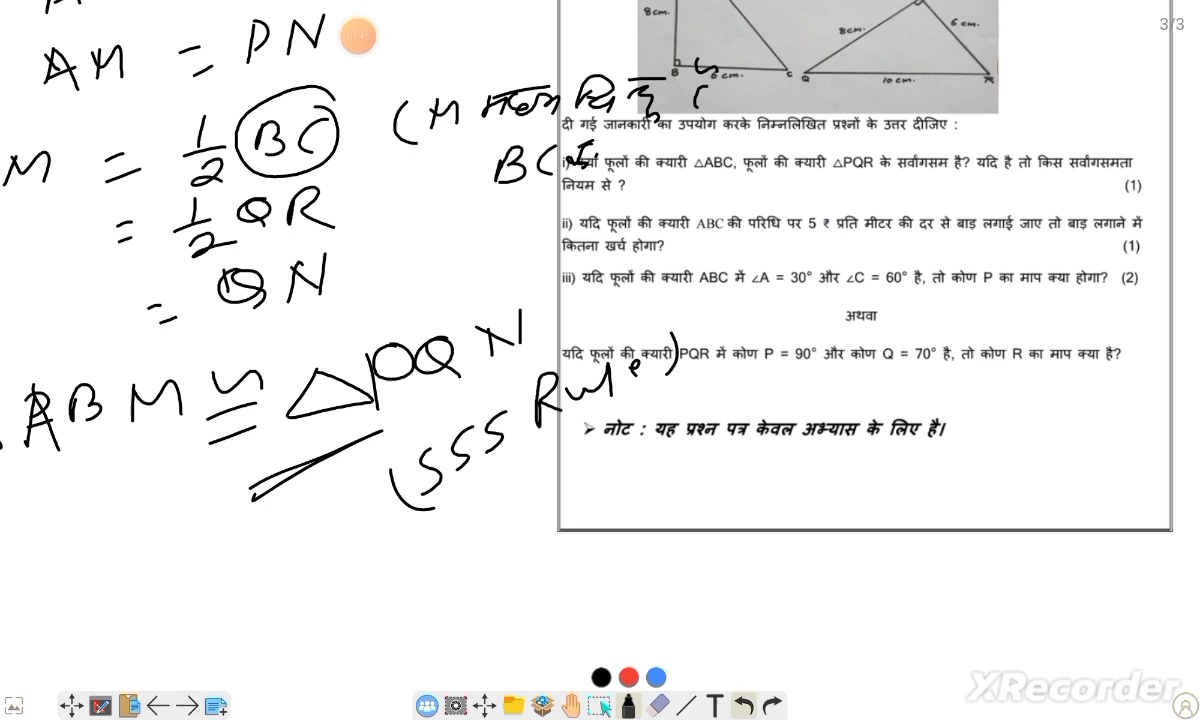 AM = PN
M = 1/2 BC (M मध्य बिन्दु
BC
= 1/2 QR
= QN
ABM ≅ △PQN
(SSS Rule)
8cm.
B 6 cm. C
8cm. 6 cm.
Q 10 cm. R
3/3
दी गई जानकारी का उपयोग करके निम्नलिखित प्रश्नों के उत्तर दीजिए :
i) क्या फूलों की क्यारी △ABC, फूलों की क्यारी △PQR के सर्वांगसम है? यदि है तो किस सर्वांगसमता
नियम से ? (1)
ii) यदि फूलों की क्यारी ABC की परिधि पर 5 ₹ प्रति मीटर की दर से बाड़ लगाई जाए तो बाड़ लगाने में
कितना खर्च होगा? (1)
iii) यदि फूलों की क्यारी ABC में ∠A = 30° और ∠C = 60° है, तो कोण P का माप क्या होगा? (2)
अथवा
यदि फूलों की क्यारी PQR में कोण P = 90° और कोण Q = 70° है, तो कोण R का माप क्या है?
➢ नोट : यह प्रश्न पत्र केवल अभ्यास के लिए है।
XRecorder